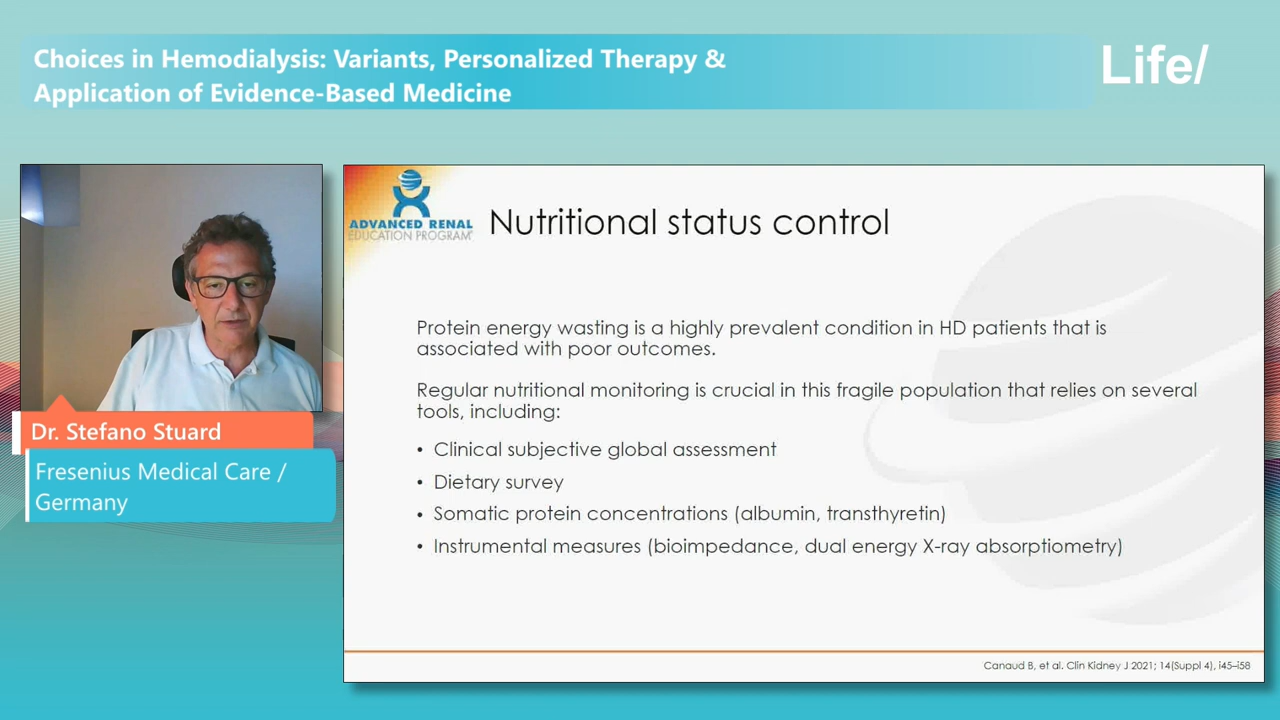 Choices in Hemodialysis: Variants, Personalized Therapy &
Application of Evidence-Based Medicine
Life/
Dr. Stefano Stuard
Fresenius Medical Care /
Germany
ADVANCED RENAL
EDUCATION PROGRAM
Nutritional status control
Protein energy wasting is a highly prevalent condition in HD patients that is
associated with poor outcomes.
Regular nutritional monitoring is crucial in this fragile population that relies on several
tools, including:
• Clinical subjective global assessment
• Dietary survey
• Somatic protein concentrations (albumin, transthyretin)
• Instrumental measures (bioimpedance, dual energy X-ray absorptiometry)
Canaud B, et al. Clin Kidney J 2021; 14(Suppl 4), i45–i58